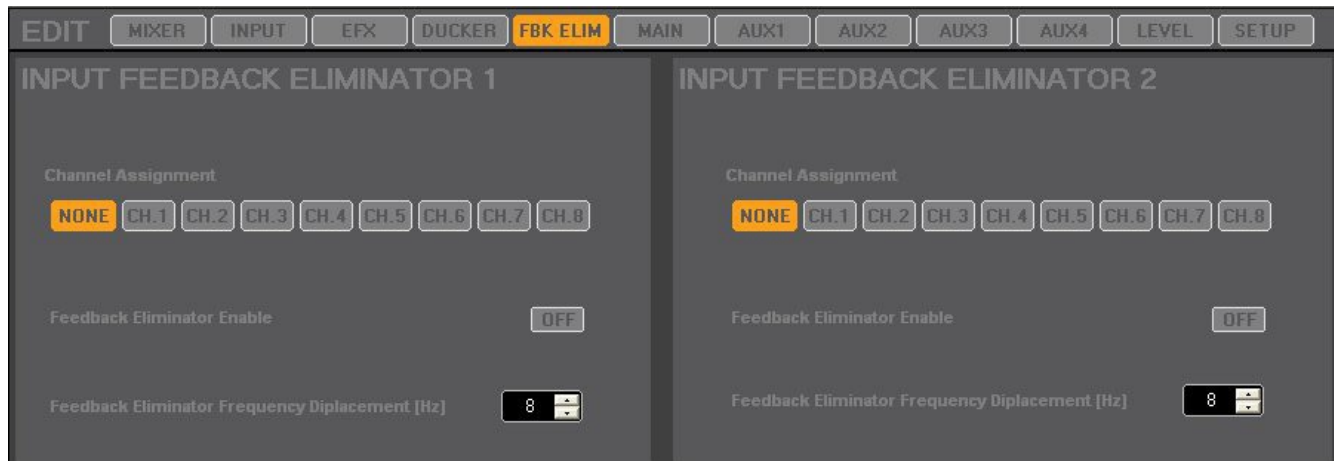 EDIT MIXER INPUT EFX DUCKER FBK ELIM MAIN AUX1 AUX2 AUX3 AUX4 LEVEL SETUP
INPUT FEEDBACK ELIMINATOR 1
Channel Assignment
NONE CH.1 CH.2 CH.3 CH.4 CH.5 CH.6 CH.7 CH.8
Feedback Eliminator Enable OFF
Feedback Eliminator Frequency Diplacement [Hz] 8
INPUT FEEDBACK ELIMINATOR 2
Channel Assignment
NONE CH.1 CH.2 CH.3 CH.4 CH.5 CH.6 CH.7 CH.8
Feedback Eliminator Enable OFF
Feedback Eliminator Frequency Diplacement [Hz] 8